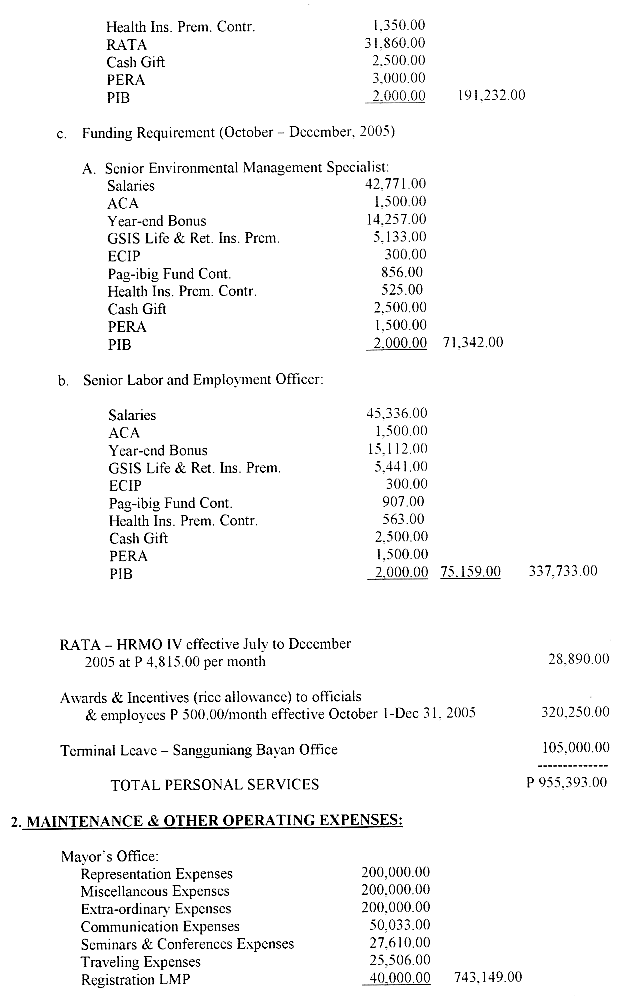 Health Ins. Prem. Contr. 1,350.00
RATA 31,860.00
Cash Gift 2,500.00
PERA 3,000.00
PIB 2,000.00 191,232.00
c. Funding Requirement (October – December, 2005)
A. Senior Environmental Management Specialist:
Salaries 42,771.00
ACA 1,500.00
Year-end Bonus 14,257.00
GSIS Life & Ret. Ins. Prem. 5,133.00
ECIP 300.00
Pag-ibig Fund Cont. 856.00
Health Ins. Prem. Contr. 525.00
Cash Gift 2,500.00
PERA 1,500.00
PIB 2,000.00 71,342.00
b. Senior Labor and Employment Officer:
Salaries 45,336.00
ACA 1,500.00
Year-end Bonus 15,112.00
GSIS Life & Ret. Ins. Prem. 5,441.00
ECIP 300.00
Pag-ibig Fund Cont. 907.00
Health Ins. Prem. Contr. 563.00
Cash Gift 2,500.00
PERA 1,500.00
PIB 2,000.00 75,159.00 337,733.00
RATA – HRMO IV effective July to December
2005 at P 4,815.00 per month 28,890.00
Awards & Incentives (rice allowance) to officials
& employees P 500.00/month effective October 1-Dec 31, 2005 320,250.00
Terminal Leave – Sangguniang Bayan Office 105,000.00
--------------
TOTAL PERSONAL SERVICES P 955,393.00
2. MAINTENANCE & OTHER OPERATING EXPENSES:
Mayor's Office:
Representation Expenses 200,000.00
Miscellaneous Expenses 200,000.00
Extra-ordinary Expenses 200,000.00
Communication Expenses 50,033.00
Seminars & Conferences Expenses 27,610.00
Traveling Expenses 25,506.00
Registration LMP 40,000.00 743,149.00